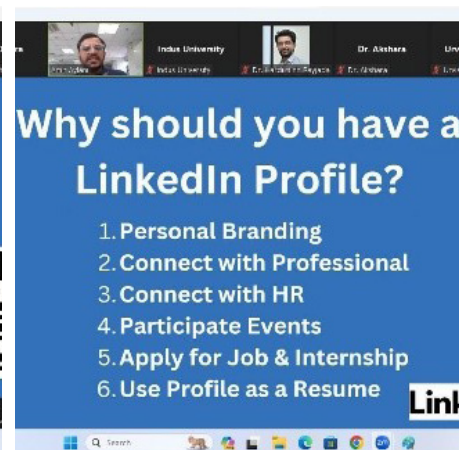 Indus University
Dr. Akshara
Indus University
Dr. Akshara
Why should you have a
LinkedIn Profile?
1. Personal Branding
2. Connect with Professional
3. Connect with HR
4. Participate Events
5. Apply for Job & Internship
6. Use Profile as a Resume
Link
Search